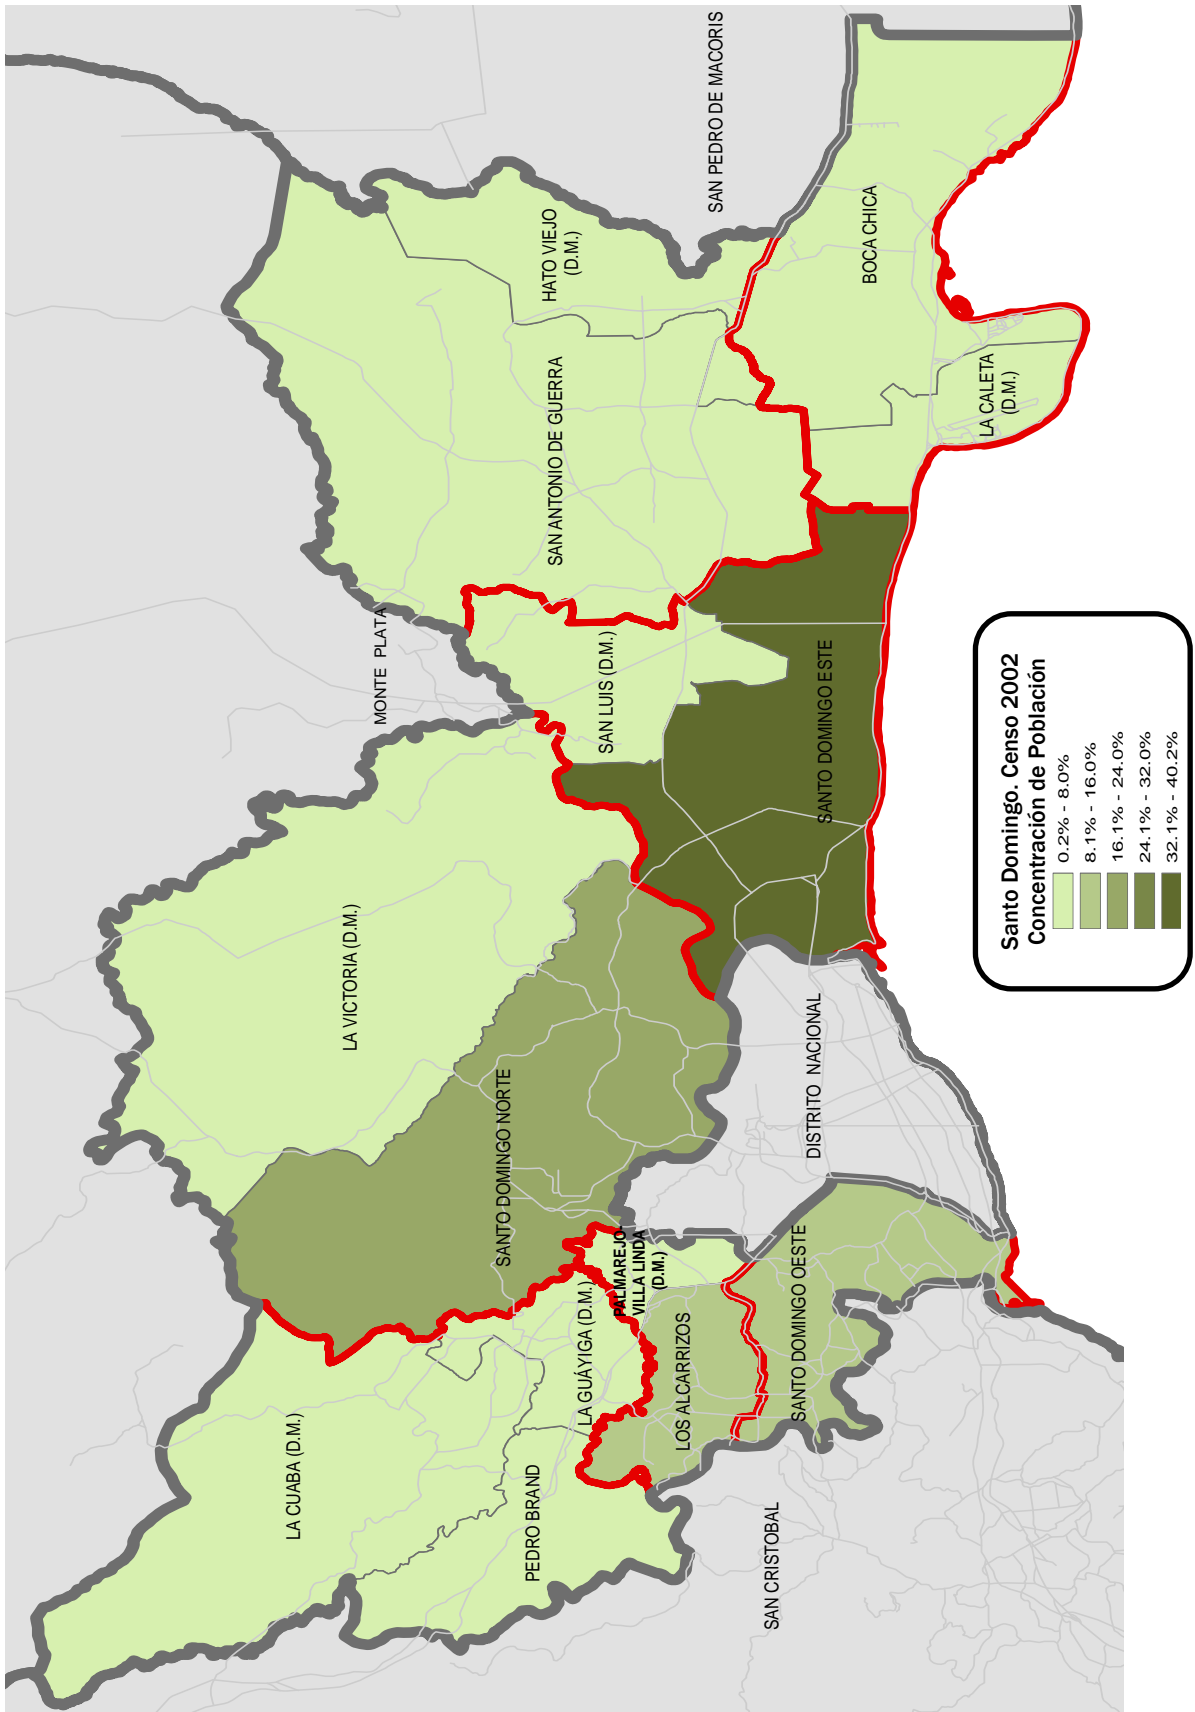 SAN PEDRO DE MACORIS
HATO VIEJO
(D.M.)
BOCA CHICA
LA CALETA
(D.M.)
SAN ANTONIO DE GUERRA
MONTE PLATA
SAN LUIS (D.M.)
SANTO DOMINGO ESTE
LA VICTORIA (D.M.)
SANTO DOMINGO NORTE
DISTRITO NACIONAL
PALMAREJO-
VILLA LINDA
(D.M.)
SANTO DOMINGO OESTE
LA GUÁYIGA (D.M.)
LOS ALCARRIZOS
LA CUABA (D.M.)
PEDRO BRAND
SAN CRISTOBAL
Santo Domingo. Censo 2002
Concentración de Población
0.2% - 8.0%
8.1% - 16.0%
16.1% - 24.0%
24.1% - 32.0%
32.1% - 40.2%